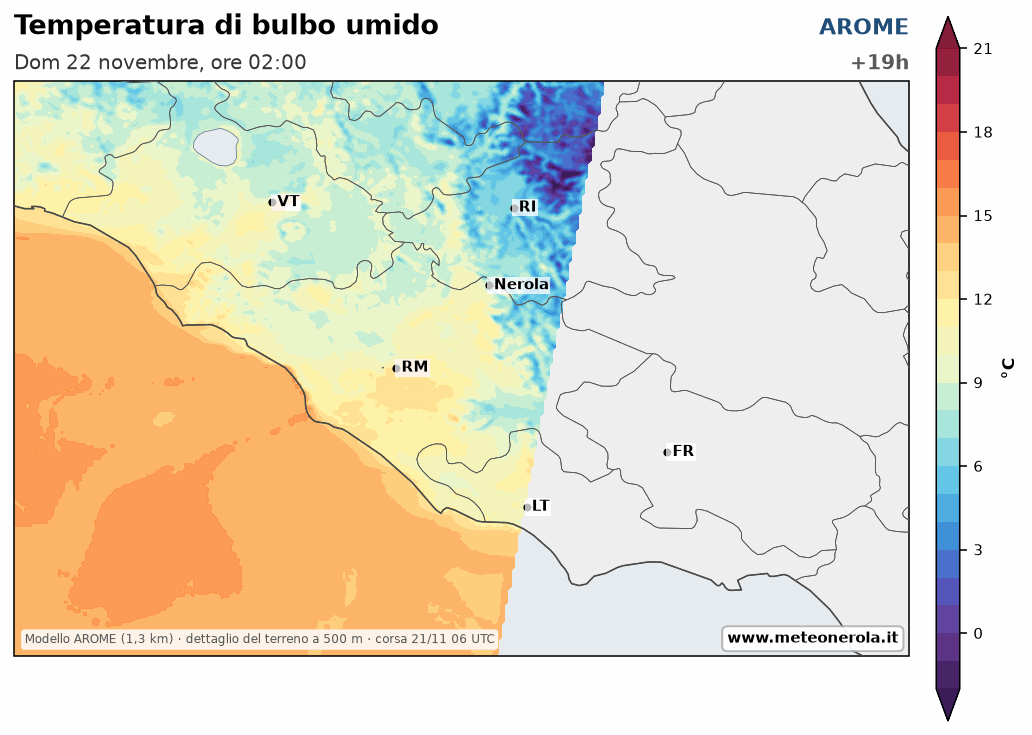 Temperatura di bulbo umido
AROME
Dom 22 novembre, ore 02:00
+19h
VT
RI
Nerola
RM
FR
LT
21
18
15
12
9
6
3
0
°C
Modello AROME (1,3 km) · dettaglio del terreno a 500 m · corsa 21/11 06 UTC
www.meteonerola.it